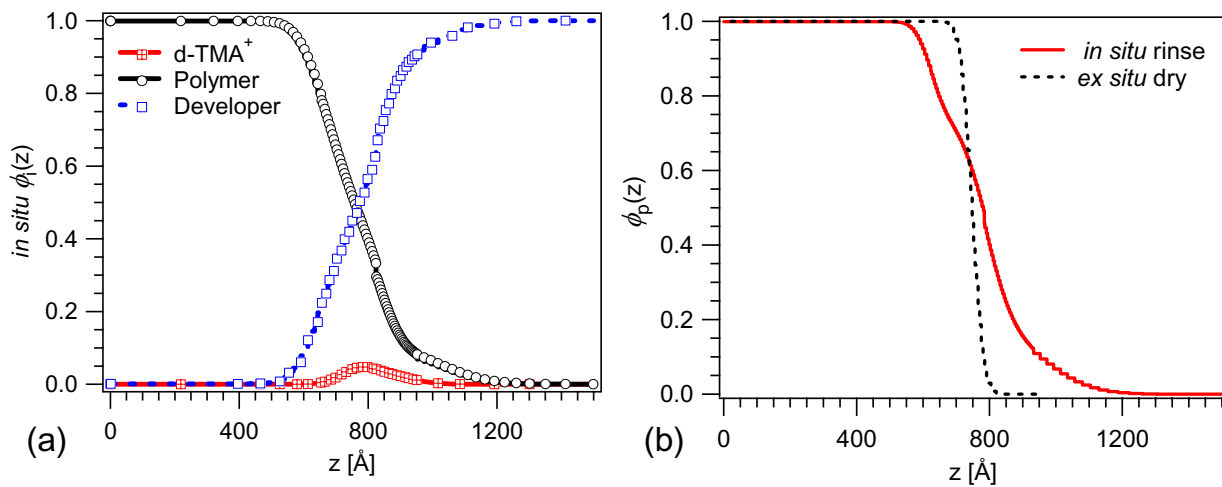 1.0
0.8
0.6
0.4
0.2
0.0
in situ ϕi(z)
d-TMA+
Polymer
Developer
0
400
800
1200
z [Å]
(a)
1.0
0.8
0.6
0.4
0.2
0.0
ϕp(z)
in situ rinse
ex situ dry
0
400
800
1200
z [Å]
(b)